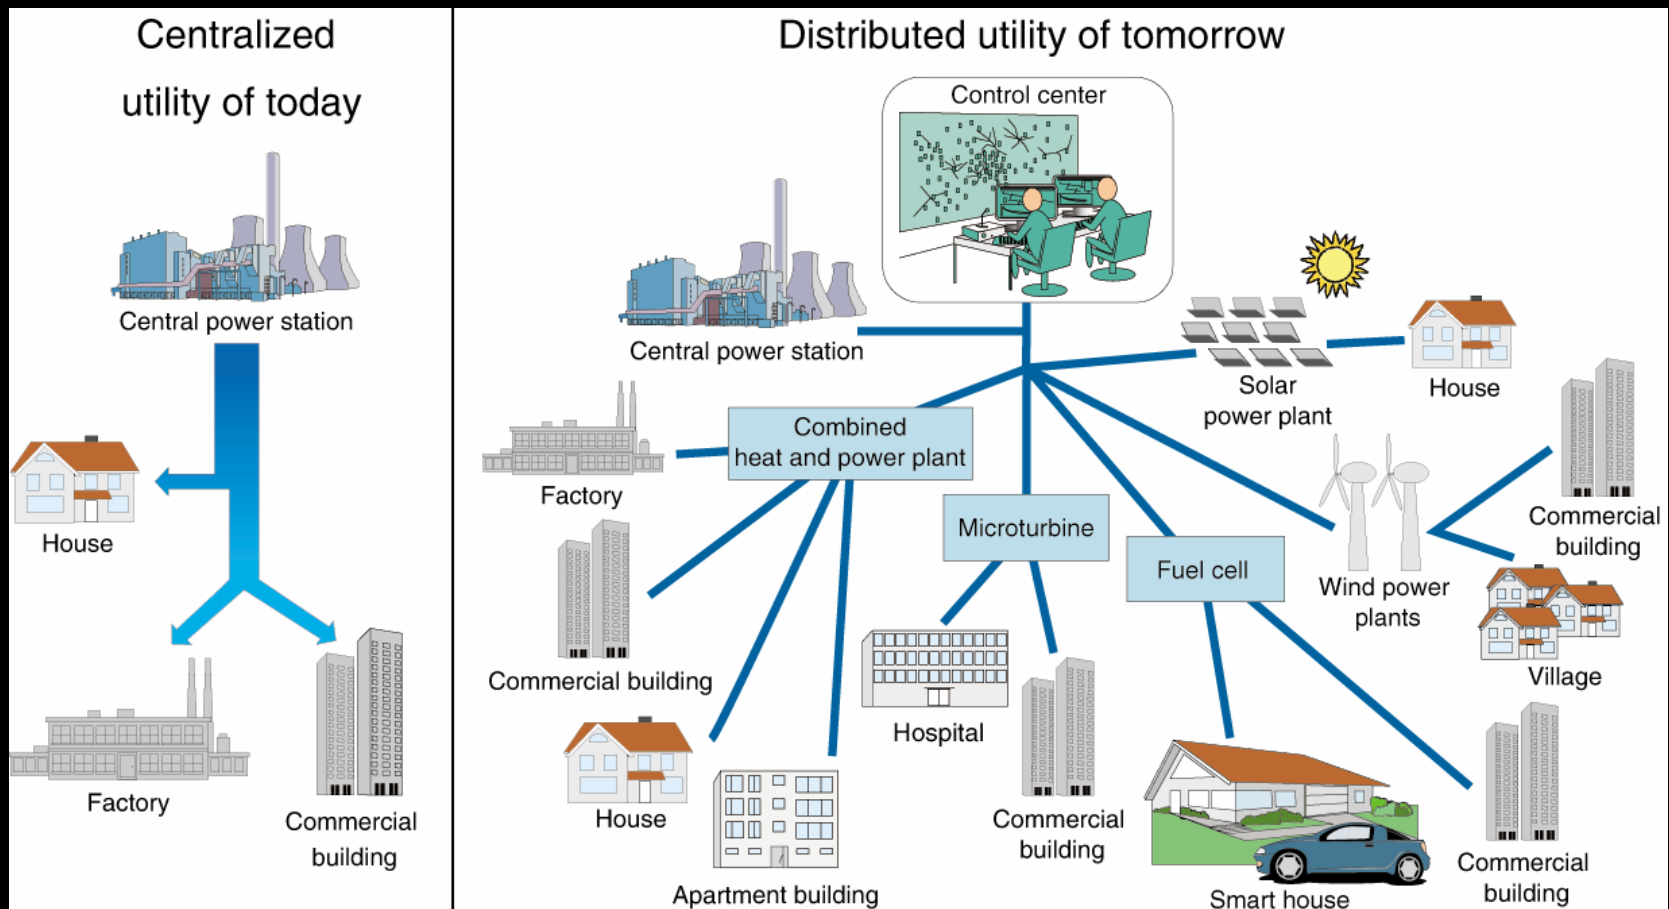 Centralized
utility of today
Central power station
House
Factory
Commercial
building
Distributed utility of tomorrow
Control center
Central power station
Solar
power plant
House
Combined
heat and power plant
Factory
Commercial
building
Microturbine
Fuel cell
Wind power
plants
Commercial building
Village
Hospital
House
Commercial
building
Apartment building
Smart house
Commercial
building